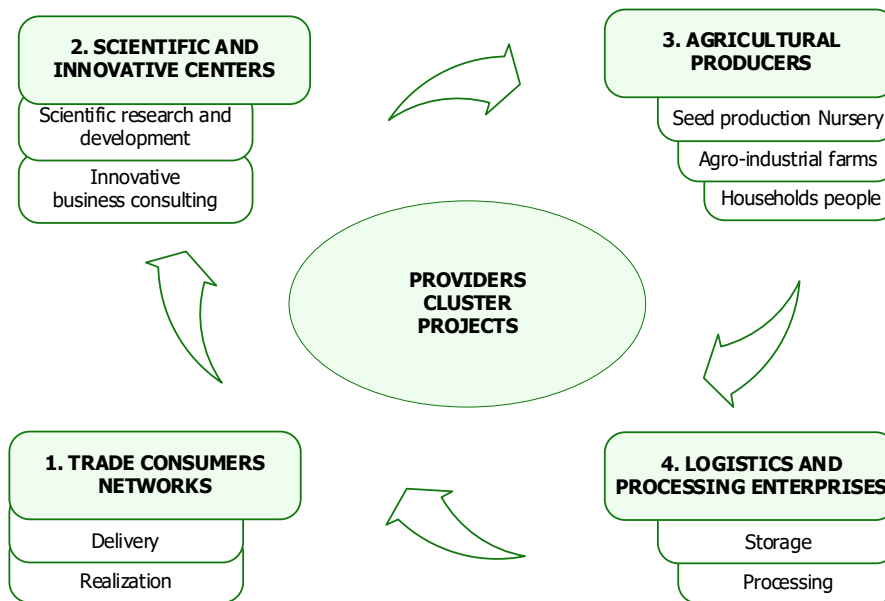 2. SCIENTIFIC AND
INNOVATIVE CENTERS
Scientific research and
development
Innovative
business consulting
3. AGRICULTURAL
PRODUCERS
Seed production Nursery
Agro-industrial farms
Households people
PROVIDERS
CLUSTER
PROJECTS
1. TRADE CONSUMERS
NETWORKS
Delivery
Realization
4. LOGISTICS AND
PROCESSING ENTERPRISES
Storage
Processing